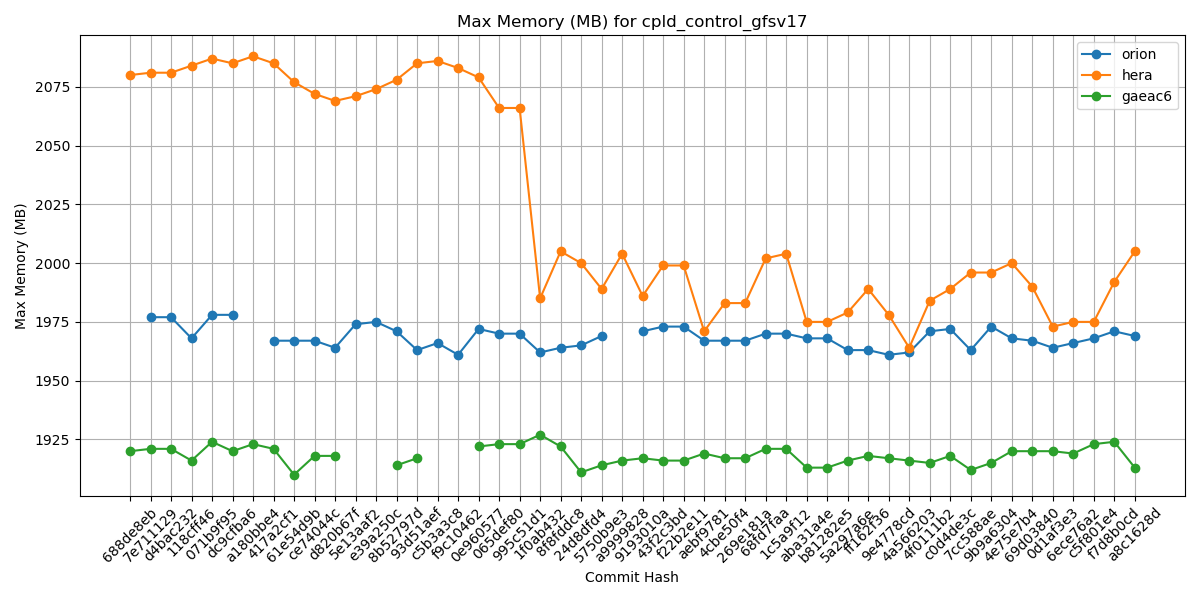 Max Memory (MB) for cpld_control_gfsv17
orion
hera
gaeac6
Max Memory (MB)
2075
2050
2025
2000
1975
1950
1925
688de8eb
7e711129
d4bac232
118cff46
071b9f95
dc9cfba6
a180bbe4
417a2cf1
61e54d9b
ce74044c
d820b67f
5e13aaf2
e39a250c
8b52797d
93d51aef
c5b3a3c8
f9c10462
0e960577
065def80
995c51d1
1f0ab432
8f8fddc8
24d8dfd4
5750b9e3
a9999828
9193010a
43f2c3bd
f22b2e11
aebf9781
4cbe50f4
269e181a
68fd7faa
1c5a9f12
aba31a4e
b81282e5
5a297a6e
ff162f36
9e4778cd
4a566203
4f011b2
c0d4de3c
7cc588ae
9b9a6304
4e75e7b4
69d03840
0d1af3e3
6ece76a2
c5f801e4
f7d8b0cd
a8c1628d
Commit Hash